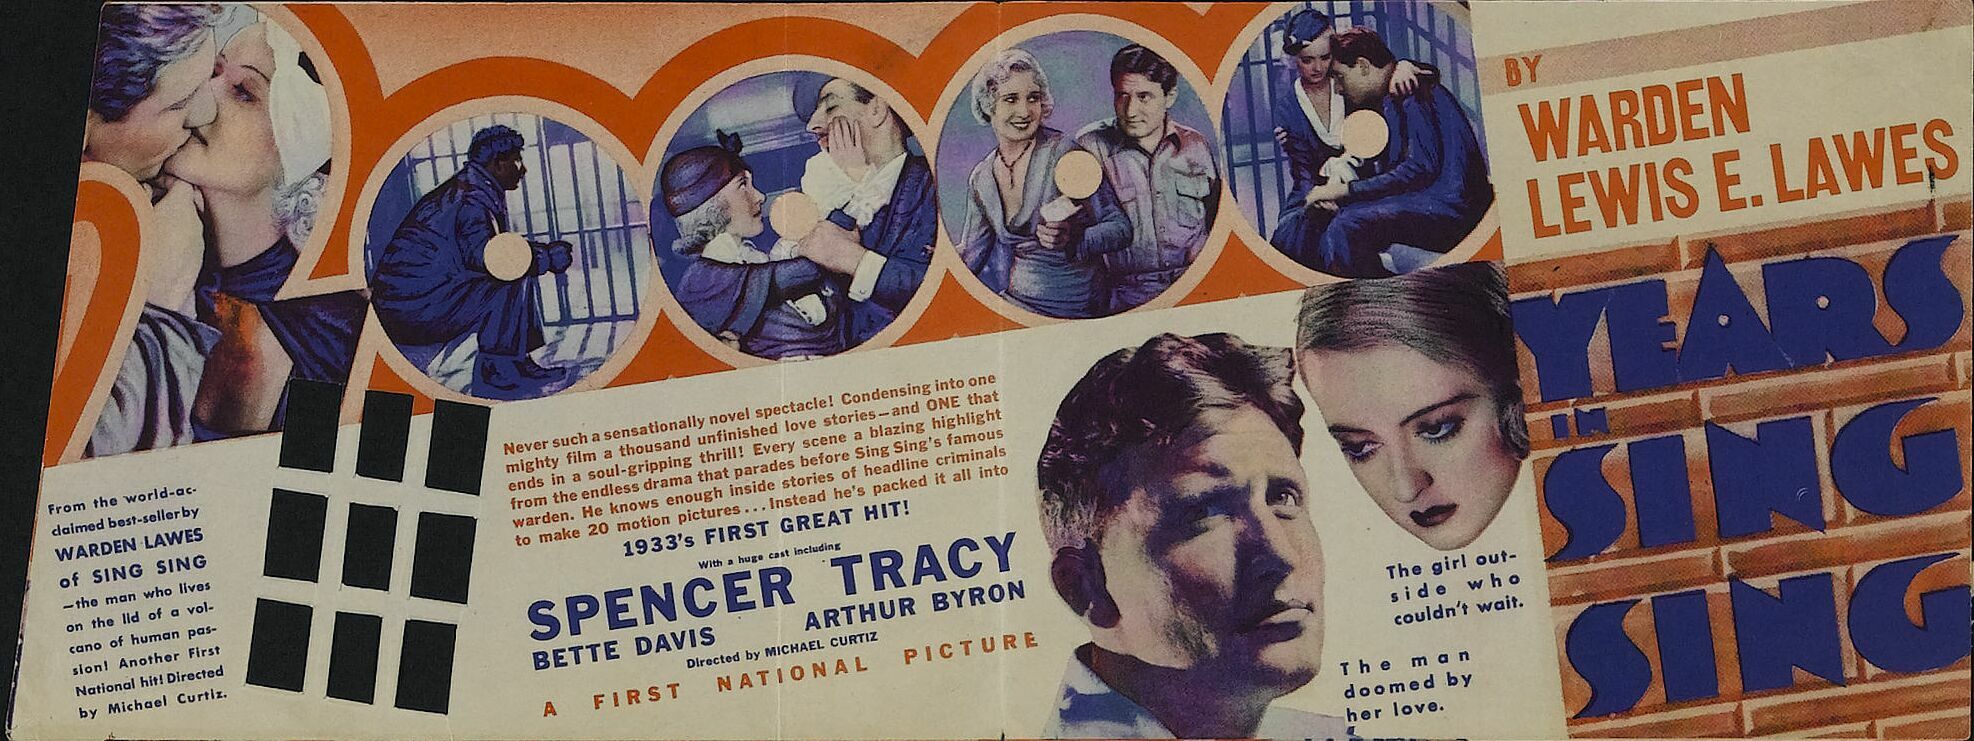 BY
WARDEN
LEWIS E. LAWES
20,000
YEARS
IN
SING
SING
From the world-ac-
claimed best-seller by
WARDEN LAWES
of SING SING
—the man who lives
on the lid of a vol-
cano of human pas-
sion! Another First
National hit! Directed
by Michael Curtiz.
Never such a sensationally novel spectacle! Condensing into one
mighty film a thousand unfinished love stories—and ONE that
ends in a soul-gripping thrill! Every scene a blazing highlight
from the endless drama that parades before Sing Sing's famous
warden. He knows enough inside stories of headline criminals
to make 20 motion pictures... Instead he's packed it all into
1933's FIRST GREAT HIT!
With a huge cast including
SPENCER TRACY
BETTE DAVIS ARTHUR BYRON
Directed by MICHAEL CURTIZ
A FIRST NATIONAL PICTURE
The girl out-
side who
couldn't wait.
The man
doomed by
her love.